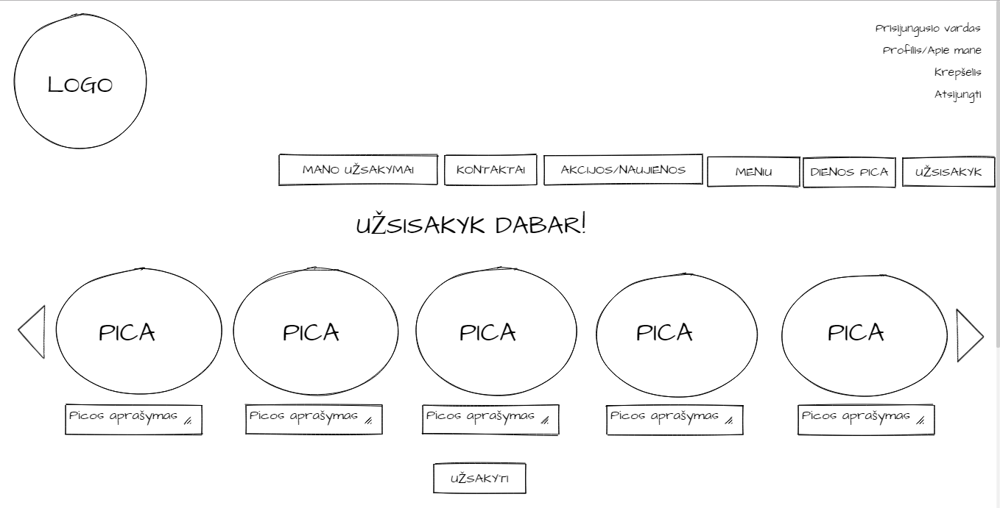 LOGO
Prisijungusio vardas
Profilis/Apie mane
Krepšelis
Atsijungti
MANO UŽSAKYMAI KONTAKTAI AKCIJOS/NAUJIENOS MENIU DIENOS PICA UŽSISAKYK
UŽSISAKYK DABAR!
PICA PICA PICA PICA PICA
Picos aprašymas Picos aprašymas Picos aprašymas Picos aprašymas Picos aprašymas
UŽSAKYTI